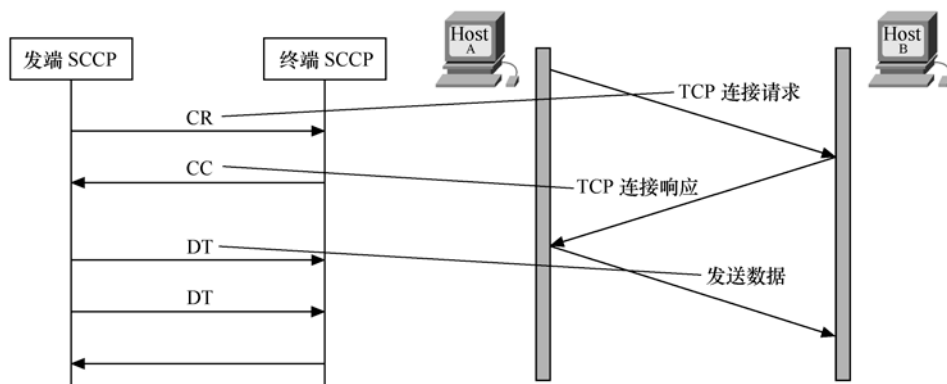 发端 SCCP
终端 SCCP
Host
A
Host
B
CR
TCP 连接请求
CC
TCP 连接响应
DT
发送数据
DT